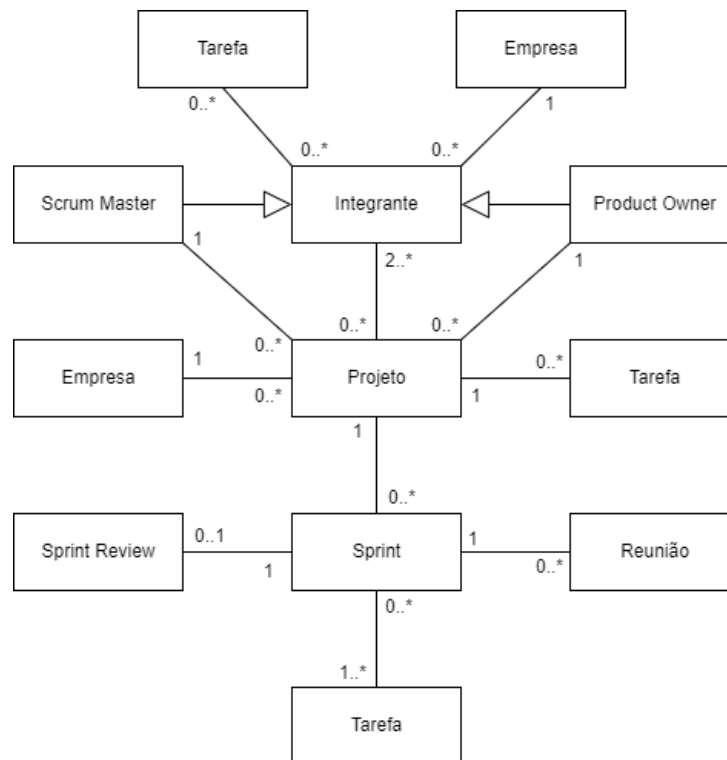 Tarefa
Empresa
0..*
1
0..*
0..*
Scrum Master
Integrante
Product Owner
1
2..*
1
0..*
0..*
0..*
Empresa
1
0..*
Projeto
0..*
1
Tarefa
1
0..*
Sprint Review
0..1
1
Sprint
1
0..*
Reunião
0..*
1..*
Tarefa